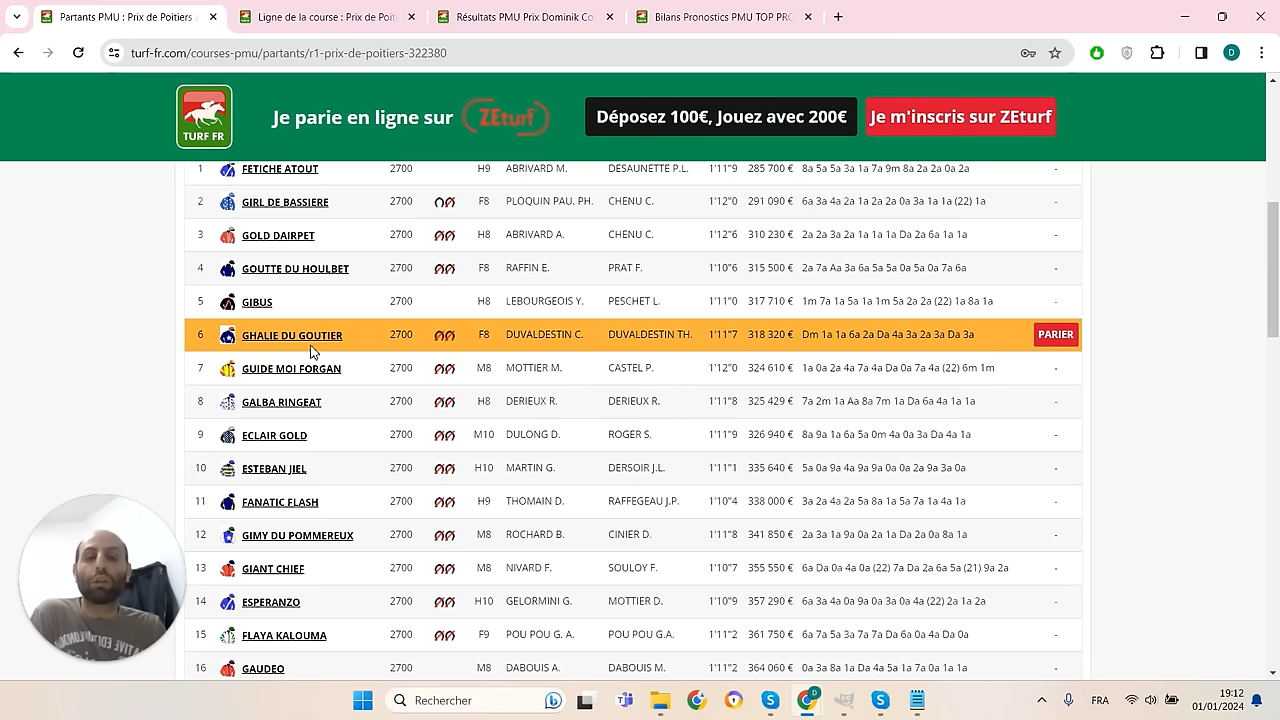 Partants PMU : Prix de Poitiers
Ligne de la course : Prix de Poi
Résultats PMU Prix Dominik Co
Bilans Pronostics PMU TOP PRO
turf-fr.com/courses-pmu/partants/r1-prix-de-poitiers-322380
D
TURF FR
Je parie en ligne sur ZEturf
Déposez 100€, Jouez avec 200€
Je m'inscris sur ZEturf
1 FETICHE ATOUT 2700 H9 ABRIVARD M. DESAUNETTE P.L. 1'11"9 285 700 € 8a 5a 5a 3a 1a 7a 9m 8a 2a 2a 0a 2a -
2 GIRL DE BASSIERE 2700 F8 PLOQUIN PAU. PH. CHENU C. 1'12"0 291 090 € 6a 3a 4a 2a 1a 2a 2a 0a 3a 1a 1a (22) 1a -
3 GOLD DAIRPET 2700 H8 ABRIVARD A. CHENU C. 1'12"6 310 230 € 2a 2a 3a 2a 1a 1a 1a Da 2a 6a 1a 1a -
4 GOUTTE DU HOULBET 2700 F8 RAFFIN E. PRAT F. 1'10"6 315 500 € 2a 7a Aa 3a 6a 5a 5a 0a 5a 0a 7a 6a -
5 GIBUS 2700 H8 LEBOURGEOIS Y. PESCHET L. 1'11"0 317 710 € 1m 7a 1a 5a 1a 1m 5a 2a 2a (22) 1a 8a 1a -
6 GHALIE DU GOUTIER 2700 F8 DUVALDESTIN C. DUVALDESTIN TH. 1'11"7 318 320 € Dm 1a 1a 6a 2a Da 4a 3a 2a 3a Da 3a PARIER
7 GUIDE MOI FORGAN 2700 M8 MOTTIER M. CASTEL P. 1'12"0 324 610 € 1a 0a 2a 4a 7a 4a Da 0a 7a 4a (22) 6m 1m -
8 GALBA RINGEAT 2700 H8 DERIEUX R. DERIEUX R. 1'11"8 325 429 € 7a 2m 1a Aa 8a 7m 1a Da 6a 4a 1a 1a -
9 ECLAIR GOLD 2700 M10 DULONG D. ROGER S. 1'11"9 326 940 € 8a 9a 1a 6a 5a 0m 4a 0a 3a Da 4a 1a -
10 ESTEBAN JIEL 2700 H10 MARTIN G. DERSOIR J.L. 1'11"1 335 640 € 5a 0a 9a 4a 9a 9a 0a 0a 2a 3a 3a 0a -
11 FANATIC FLASH 2700 H9 THOMAIN D. RAFFEGEAU J.P. 1'10"4 338 000 € 3a 2a 4a 2a 5a 8a 1a 5a 7a 1a 4a 1a -
12 GIMY DU POMMEREUX 2700 M8 ROCHARD B. CINIER D. 1'11"8 341 850 € 2a 3a 1a 9a 0a 2a 1a Da 2a 0a 8a 1a -
13 GIANT CHIEF 2700 M8 NIVARD F. SOULOY F. 1'10"7 355 550 € 6a Da 0a 4a 0a (22) 7a Da 2a 6a 5a (21) 9a 2a -
14 ESPERANZO 2700 H10 GELORMINI G. MOTTIER D. 1'10"9 357 290 € 6a 3a 4a 0a 9a 0a 3a 0a 4a (22) 2a 1a 2a -
15 FLAYA KALOUMA 2700 F9 POU POU G. A. POU POU G.A. 1'11"2 361 750 € 6a 5a 5a 3a 7a 7a Da 6a 0a 4a Da 0a -
16 GAUDEO 2700 M8 DABOUIS A. DABOUIS M. 1'11"2 364 060 € 0a 3a 8a 1a Da 4a 5a 1a 7a 0a 1a 1a -
Rechercher
FRA
19:12
01/01/2024